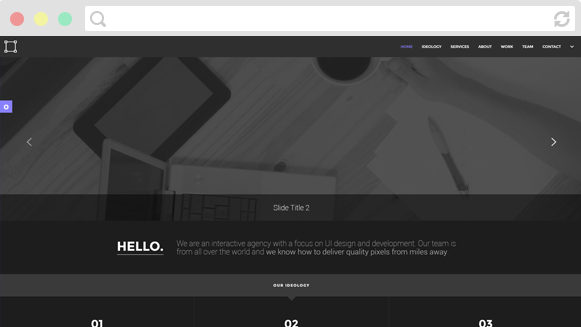 HOME IDEOLOGY SERVICES ABOUT WORK TEAM CONTACT
Slide Title 2
HELLO.
We are an interactive agency with a focus on UI design and development. Our team is
from all over the world and we know how to deliver quality pixels from miles away
OUR IDEOLOGY
01 02 03